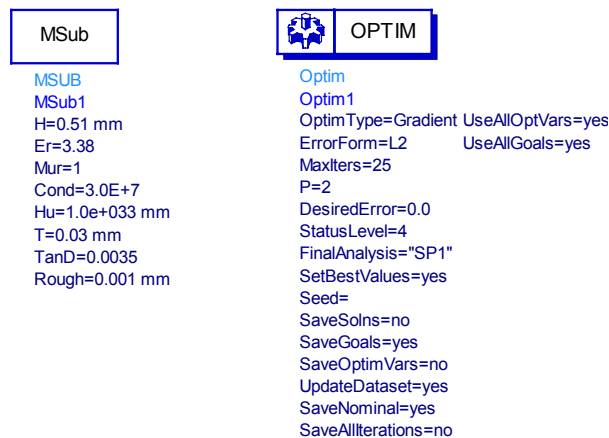 MSub
MSUB
MSub1
H=0.51 mm
Er=3.38
Mur=1
Cond=3.0E+7
Hu=1.0e+033 mm
T=0.03 mm
TanD=0.0035
Rough=0.001 mm
OPTIM
Optim
Optim1
OptimType=Gradient UseAllOptVars=yes
ErrorForm=L2 UseAllGoals=yes
MaxIters=25
P=2
DesiredError=0.0
StatusLevel=4
FinalAnalysis="SP1"
SetBestValues=yes
Seed=
SaveSolns=no
SaveGoals=yes
SaveOptimVars=no
UpdateDataset=yes
SaveNominal=yes
SaveAllIterations=no